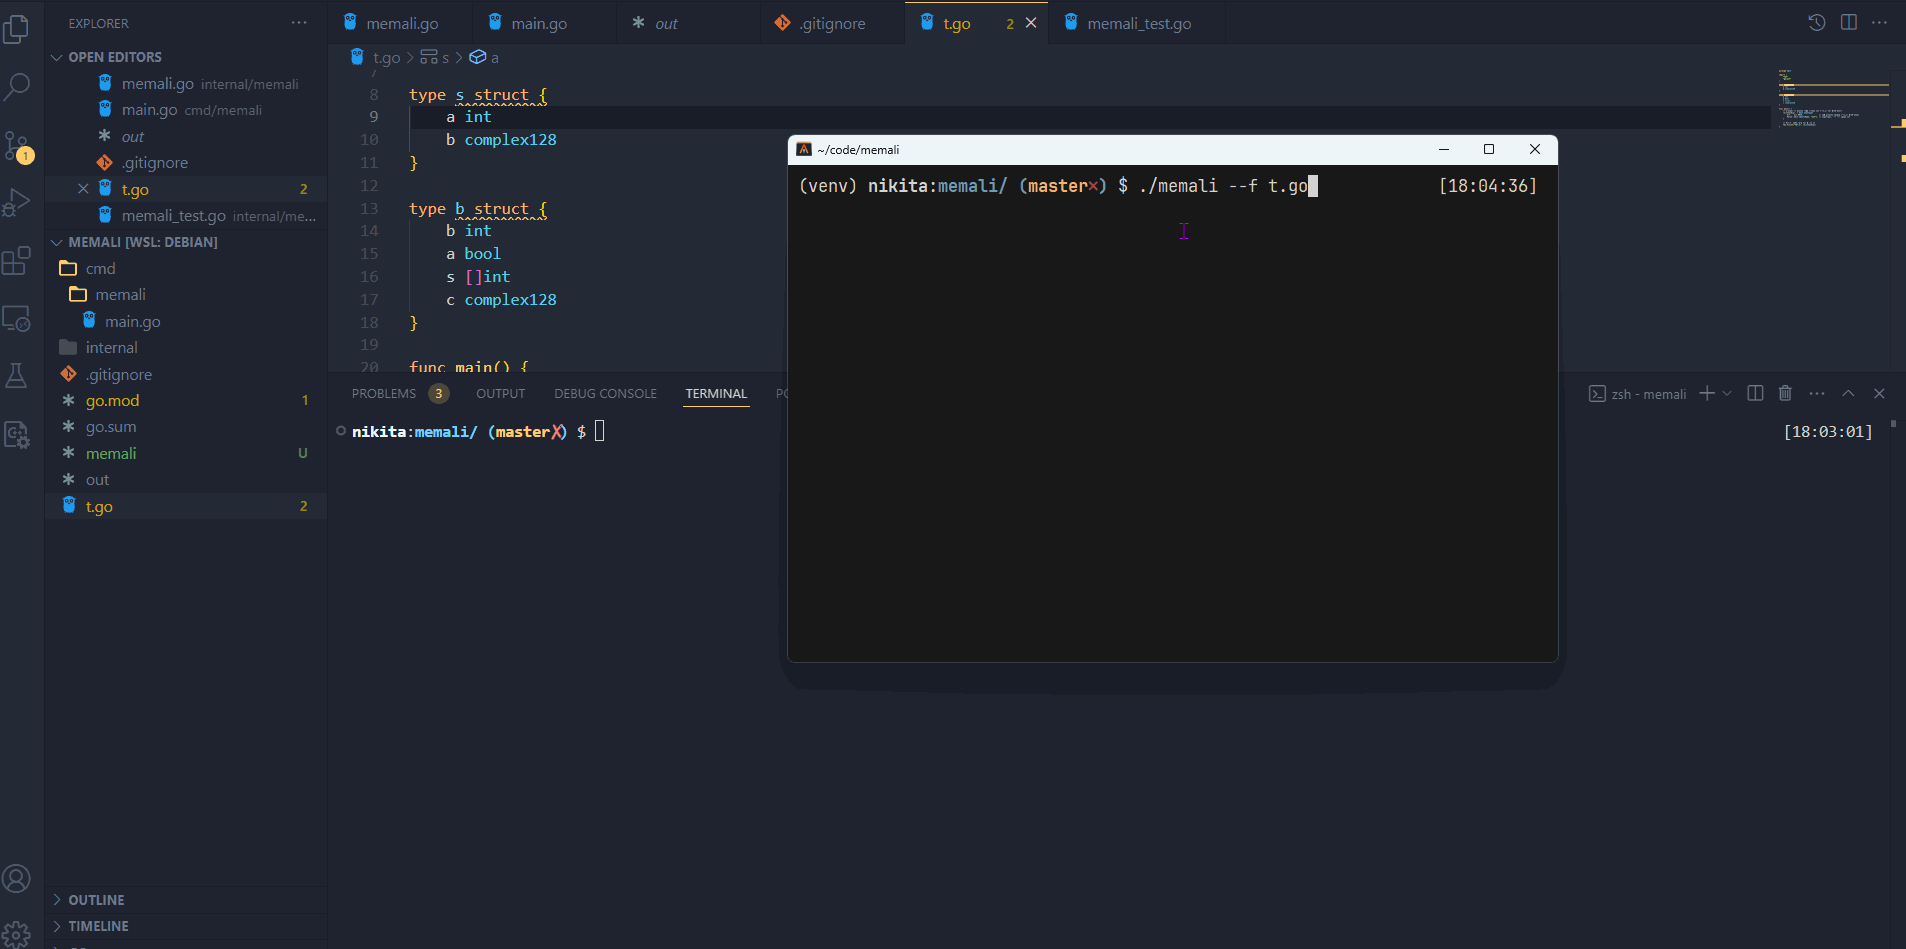 EXPLORER
OPEN EDITORS
memali.go internal/memali
main.go cmd/memali
out
.gitignore
t.go 2
memali_test.go internal/me...
MEMALI [WSL: DEBIAN]
cmd
memali
main.go
internal
.gitignore
go.mod 1
go.sum
memali U
out
t.go 2
OUTLINE
TIMELINE
1
memali.go main.go out .gitignore t.go 2 memali_test.go
t.go > s > a
7
8 type s struct {
9 a int
10 b complex128
11 }
12
13 type b struct {
14 b int
15 a bool
16 s []int
17 c complex128
18 }
19
20 func main() {
PROBLEMS 3 OUTPUT DEBUG CONSOLE TERMINAL
zsh - memali
nikita:memali/ (master✗) $ [18:03:01]
~/code/memali
(venv) nikita:memali/ (master×) $ ./memali --f t.go [18:04:36]